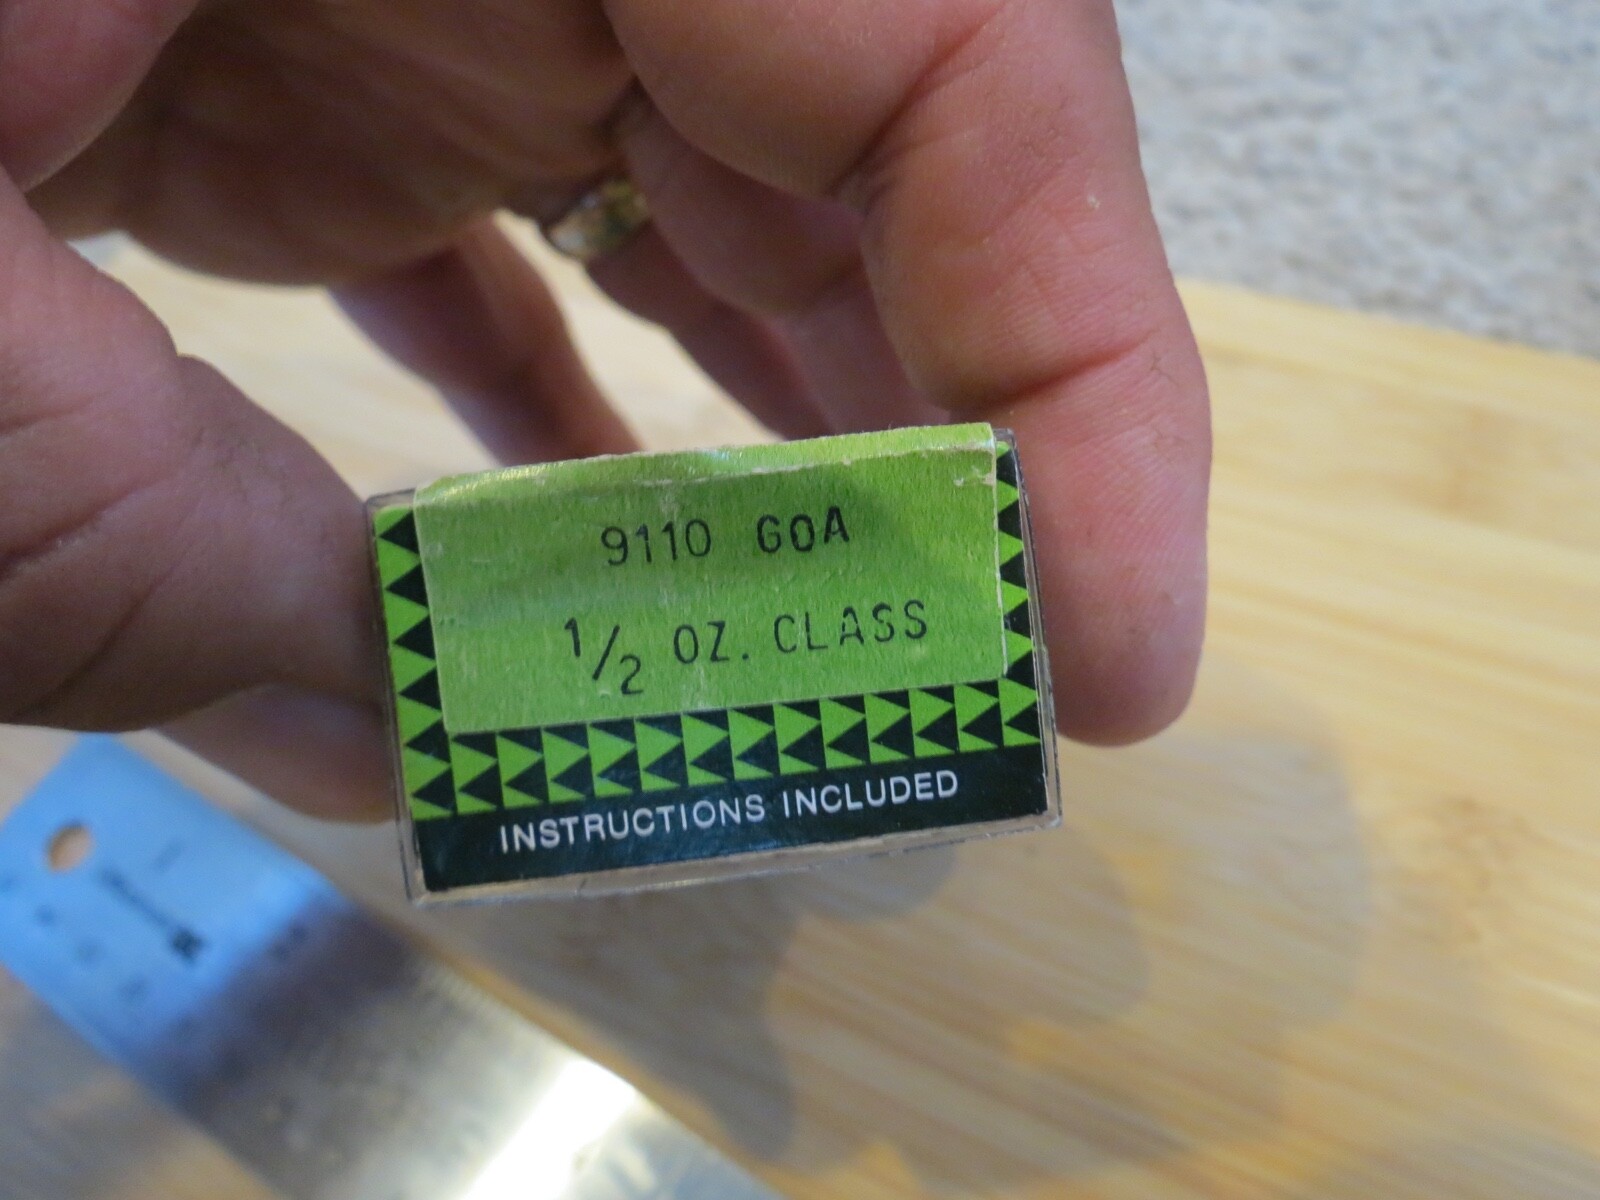 9110 GOA
1/2 OZ. CLASS
INSTRUCTIONS INCLUDED